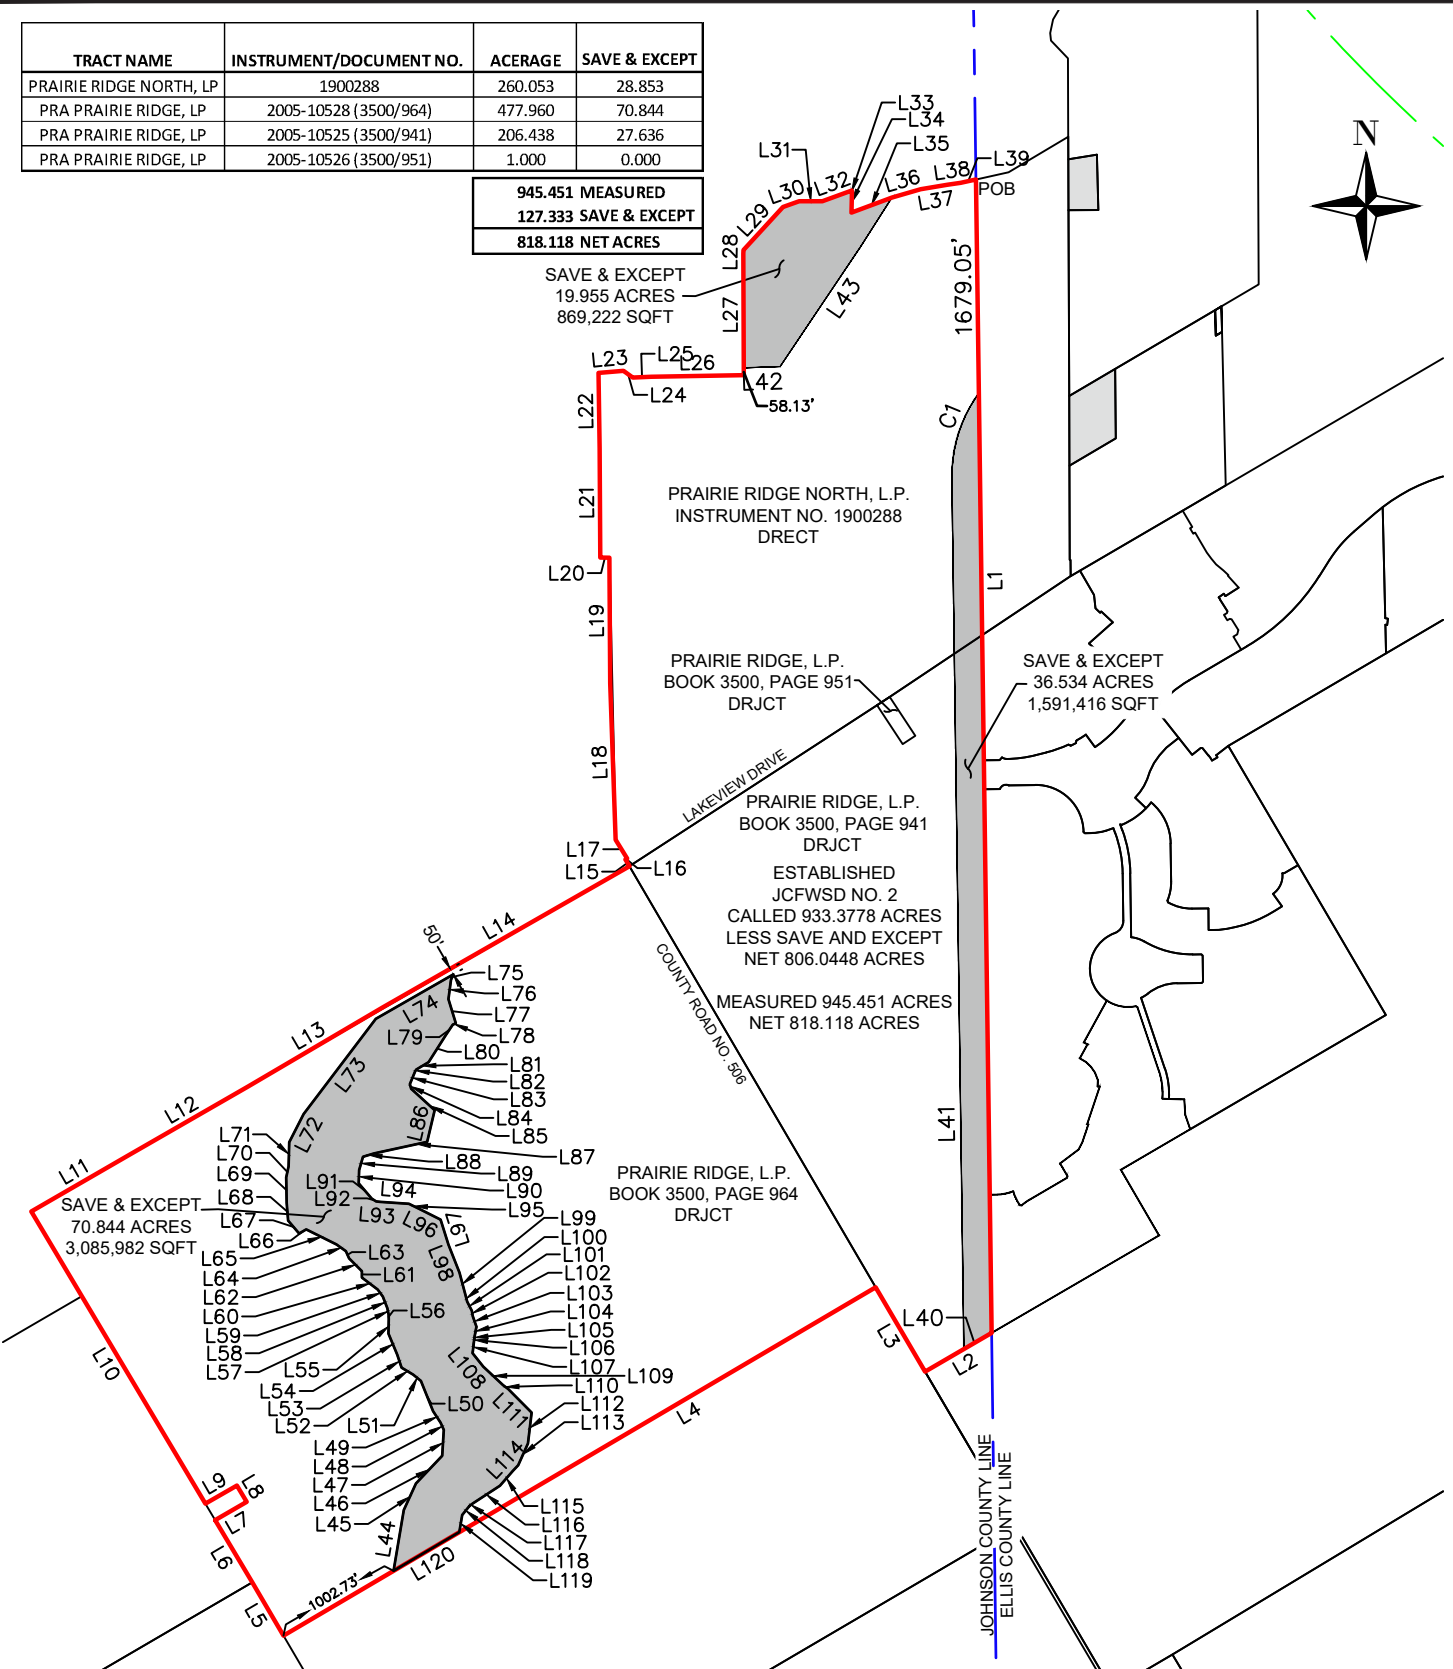 TRACT NAME INSTRUMENT/DOCUMENT NO. ACERAGE SAVE & EXCEPT
PRAIRIE RIDGE NORTH, LP 1900288 260.053 28.853
PRA PRAIRIE RIDGE, LP 2005-10528 (3500/964) 477.960 70.844
PRA PRAIRIE RIDGE, LP 2005-10525 (3500/941) 206.438 27.636
PRA PRAIRIE RIDGE, LP 2005-10526 (3500/951) 1.000 0.000
945.451 MEASURED
127.333 SAVE & EXCEPT
818.118 NET ACRES
N
L33
L34
L35
L31
L30
L32
L36
L38
L39
L37
POB
L29
L28
L27
SAVE & EXCEPT
19.955 ACRES
869,222 SQFT
L43
1679.05'
L23
L25
L26
L24
L42
58.13'
L22
C1
L21
PRAIRIE RIDGE NORTH, L.P.
INSTRUMENT NO. 1900288
DRECT
L20
L1
L19
PRAIRIE RIDGE, L.P.
BOOK 3500, PAGE 951
DRJCT
SAVE & EXCEPT
36.534 ACRES
1,591,416 SQFT
L18
LAKEVIEW DRIVE
PRAIRIE RIDGE, L.P.
BOOK 3500, PAGE 941
DRJCT
L17
L15
L16
ESTABLISHED
JCFWSD NO. 2
CALLED 933.3778 ACRES
LESS SAVE AND EXCEPT
NET 806.0448 ACRES
MEASURED 945.451 ACRES
NET 818.118 ACRES
L14
50'
COUNTY ROAD NO. 506
L75
L76
L77
L74
L79
L78
L13
L80
L81
L82
L83
L84
L85
L73
L12
L86
L72
L71
L70
L69
L68
L67
L66
L87
L88
L89
L90
L91
L92
L94
L93
L95
L96
L67
L98
L11
L41
SAVE & EXCEPT
70.844 ACRES
3,085,982 SQFT
PRAIRIE RIDGE, L.P.
BOOK 3500, PAGE 964
DRJCT
L65
L64
L63
L62
L61
L60
L59
L58
L57
L56
L55
L54
L53
L52
L51
L50
L99
L100
L101
L102
L103
L104
L105
L106
L107
L108
L109
L110
L111
L112
L113
L114
L40
L2
L3
L4
L10
L49
L48
L47
L46
L45
L44
L9
L8
L7
L6
L5
L115
L116
L117
L118
L119
L120
1002.73'
JOHNSON COUNTY LINE
ELLIS COUNTY LINE